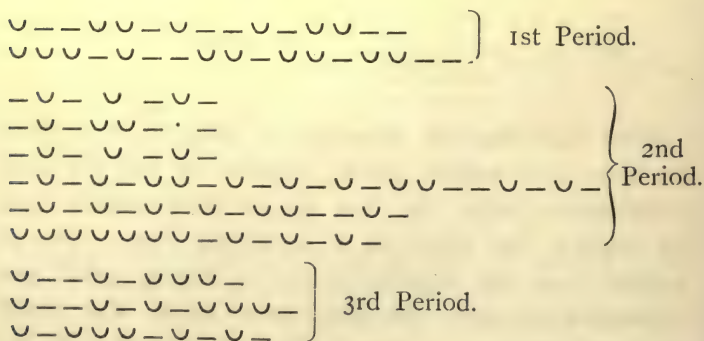 ∪ — — ∪ ∪ — ∪ — — ∪ — ∪ ∪ — —
1st Period.
∪ ∪ ∪ — ∪ — — ∪ ∪ — ∪ ∪ — ∪ ∪ — —
— ∪ — ∪ — ∪ —
— ∪ — ∪ ∪ — · —
— ∪ — ∪ — ∪ —
2nd
Period.
— ∪ — ∪ — ∪ ∪ — ∪ — ∪ — ∪ — ∪ ∪ — — ∪ — ∪ —
— ∪ — ∪ — ∪ — ∪ — ∪ ∪ — — ∪ —
∪ ∪ ∪ ∪ ∪ ∪ ∪ — ∪ — ∪ — ∪ —
∪ — — ∪ — ∪ ∪ ∪ —
∪ — — ∪ — ∪ — ∪ ∪ ∪ —
3rd Period.
∪ — ∪ ∪ ∪ — ∪ — ∪ —